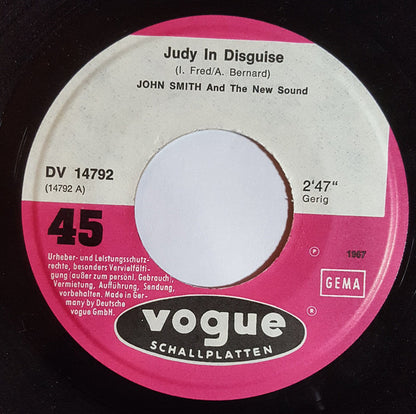 Judy In Disguise
(I. Fred/A. Bernard)
JOHN SMITH And The New Sound
DV 14792
(14792 A)
2'47"
Gerig
45
℗
1967
Urheber- und Leistungsschutz-
rechte, besonders Vervielfälti-
gung (außer zum persönl. Gebrauch),
Vermietung, Aufführung, Sendung,
vorbehalten. Made in Ger-
many by Deutsche
vogue GmbH.
GEMA
vogue
®
SCHALLPLATTEN